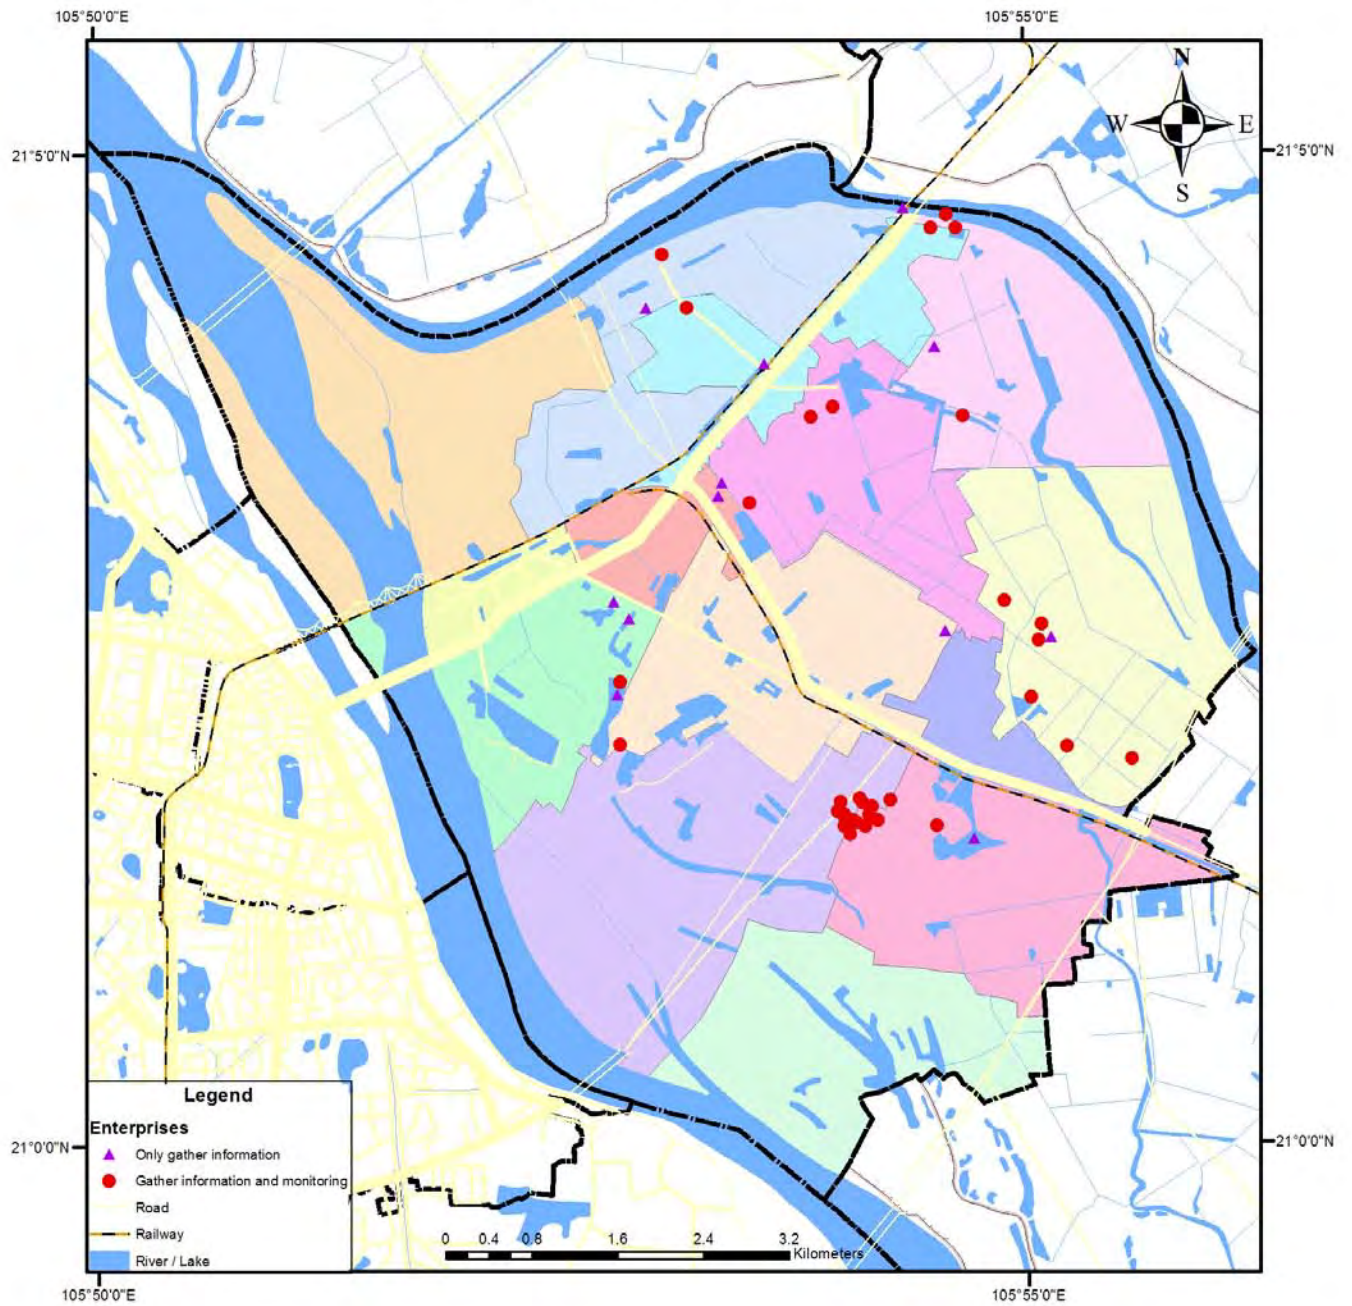 105°50'0"E 105°55'0"E
N
W E
S
21°5'0"N 21°5'0"N
21°0'0"N 21°0'0"N
Legend
Enterprises
Only gather information
Gather information and monitoring
Road
Railway
River / Lake
0 0.4 0.8 1.6 2.4 3.2
Kilometers
105°50'0"E 105°55'0"E